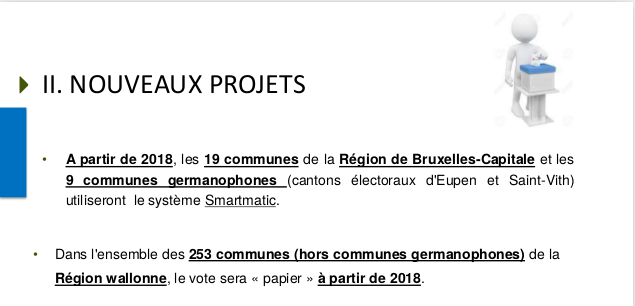 II. NOUVEAUX PROJETS
• A partir de 2018, les 19 communes de la Région de Bruxelles-Capitale et les
9 communes germanophones (cantons électoraux d'Eupen et Saint-Vith)
utiliseront le système Smartmatic.
• Dans l'ensemble des 253 communes (hors communes germanophones) de la
Région wallonne, le vote sera « papier » à partir de 2018.